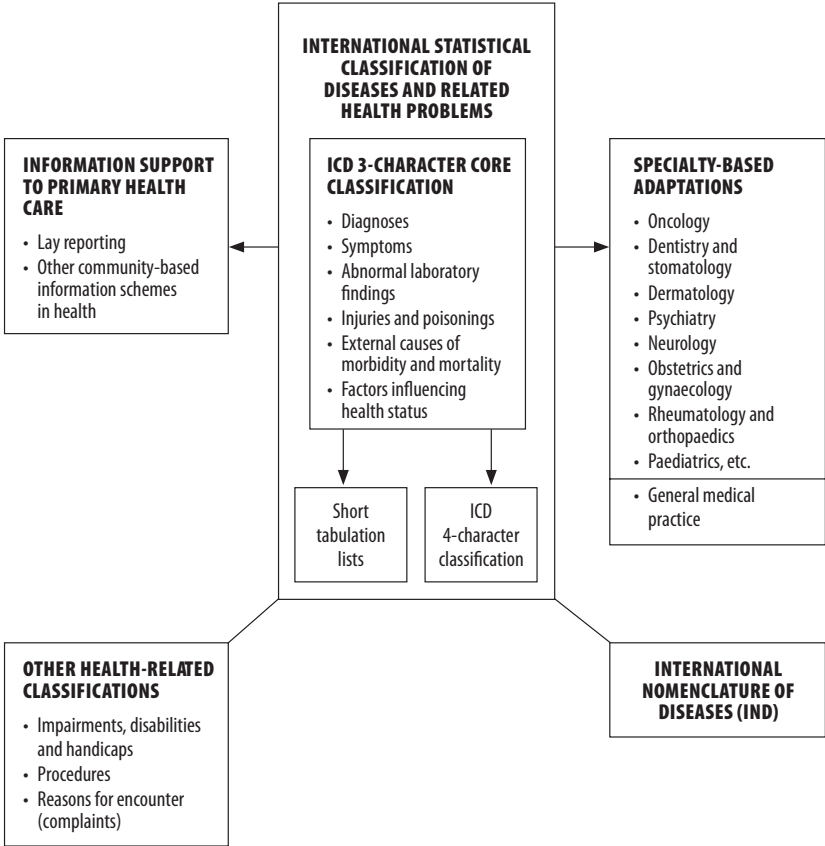 INTERNATIONAL STATISTICAL
CLASSIFICATION OF
DISEASES AND RELATED
HEALTH PROBLEMS
INFORMATION SUPPORT
TO PRIMARY HEALTH
CARE
• Lay reporting
• Other community-based
information schemes
in health
ICD 3-CHARACTER CORE
CLASSIFICATION
• Diagnoses
• Symptoms
• Abnormal laboratory
findings
• Injuries and poisonings
• External causes of
morbidity and mortality
• Factors influencing
health status
SPECIALTY-BASED
ADAPTATIONS
• Oncology
• Dentistry and
stomatology
• Dermatology
• Psychiatry
• Neurology
• Obstetrics and
gynaecology
• Rheumatology and
orthopaedics
• Paediatrics, etc.
• General medical
practice
Short
tabulation
lists
ICD
4-character
classification
OTHER HEALTH-RELATED
CLASSIFICATIONS
• Impairments, disabilities
and handicaps
• Procedures
• Reasons for encounter
(complaints)
INTERNATIONAL
NOMENCLATURE OF
DISEASES (IND)